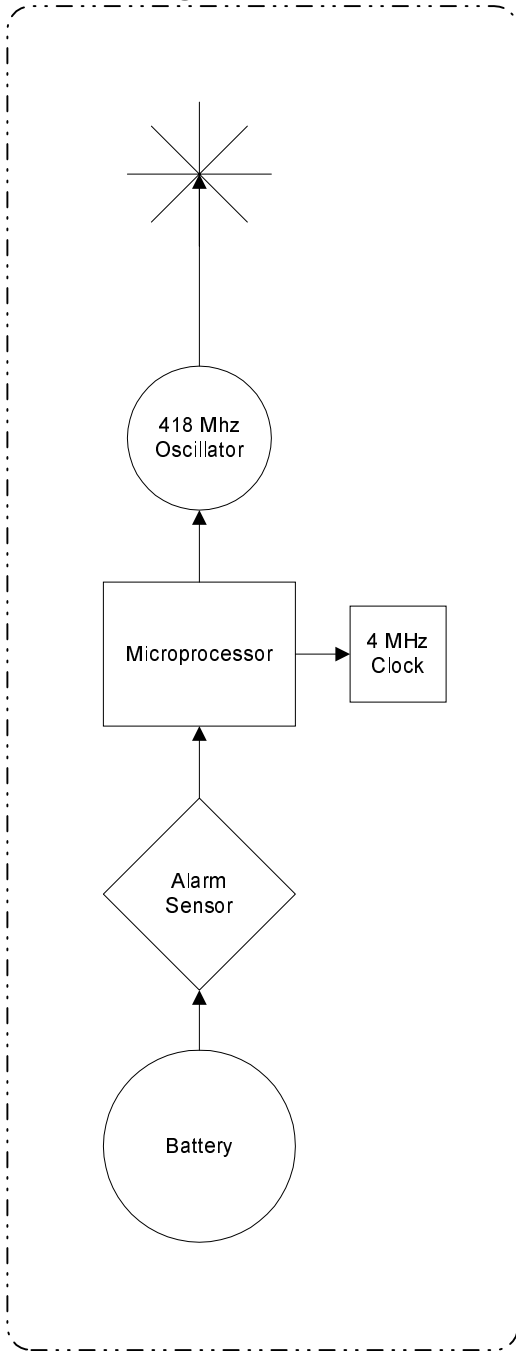 418 Mhz
Oscillator
Microprocessor
4 MHz
Clock
Alarm
Sensor
Battery